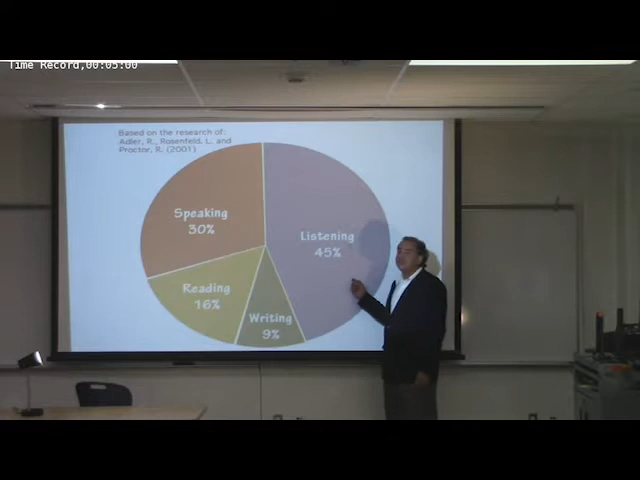 Time Record,00:05:00
Based on the research of:
Adler, R., Rosenfeld, L. and
Proctor, R. (2001)
Speaking
30%
Listening
45%
Reading
16%
Writing
9%